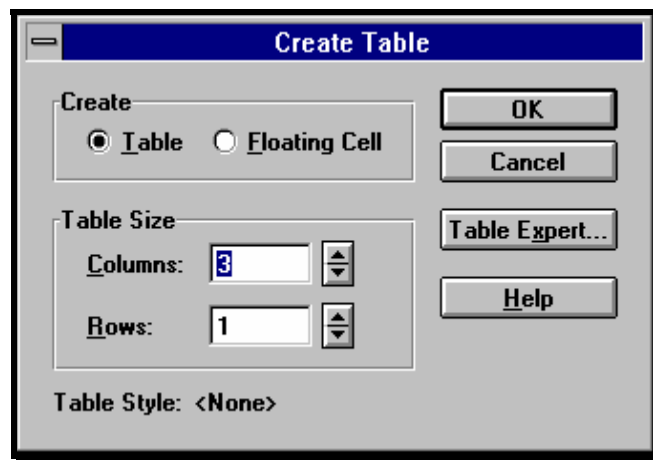 Create Table
Create
Table Floating Cell
OK
Cancel
Table Size
Columns: 3
Rows: 1
Table Expert...
Help
Table Style: <None>